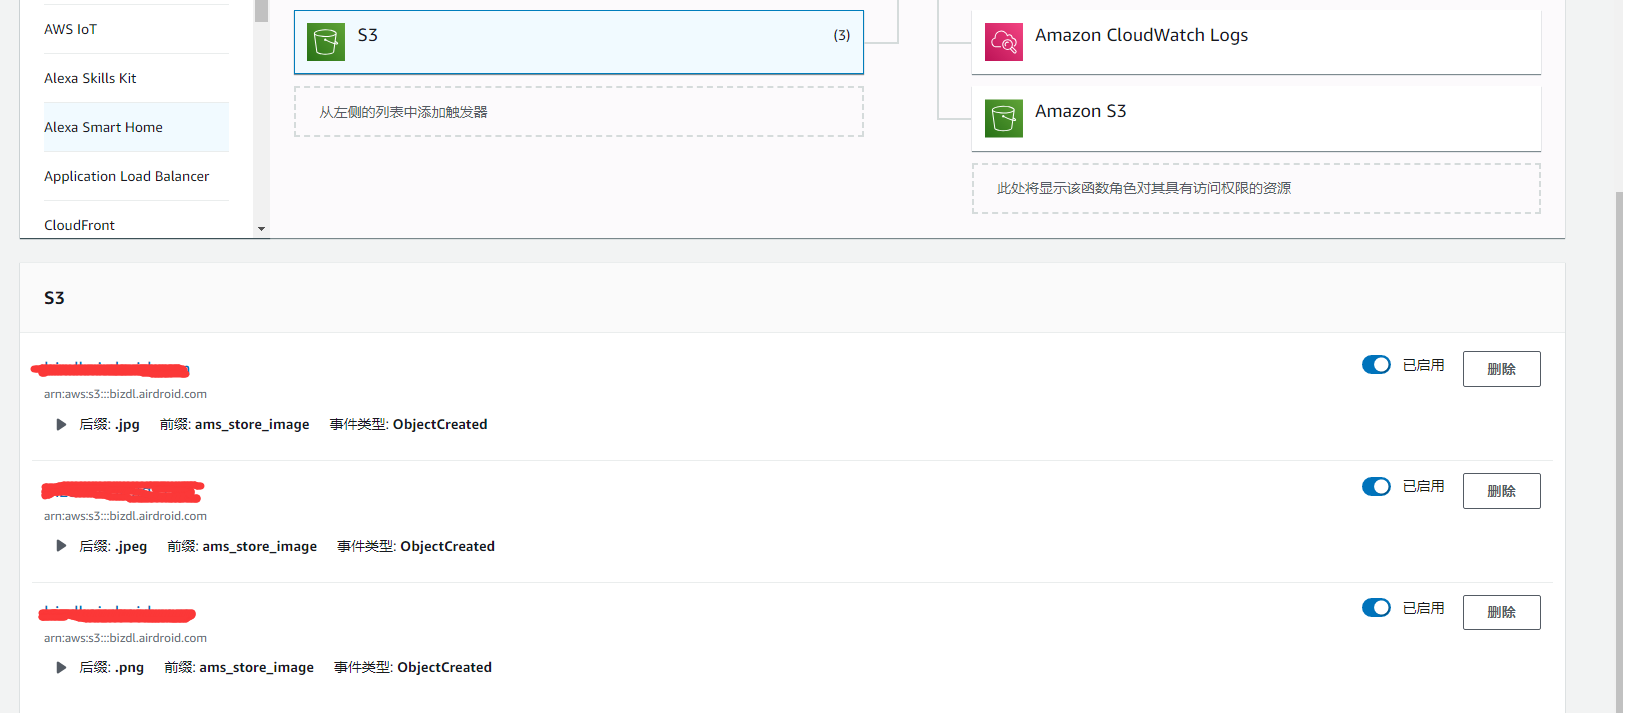 AWS IoT
Alexa Skills Kit
Alexa Smart Home
Application Load Balancer
CloudFront
S3
(3)
从左侧的列表中添加触发器
Amazon CloudWatch Logs
Amazon S3
此处将显示该函数角色对其具有访问权限的资源
S3
已启用
删除
arn:aws:s3:::bizdl.airdroid.com
后缀: .jpg 前缀: ams_store_image 事件类型: ObjectCreated
已启用
删除
arn:aws:s3:::bizdl.airdroid.com
后缀: .jpeg 前缀: ams_store_image 事件类型: ObjectCreated
已启用
删除
arn:aws:s3:::bizdl.airdroid.com
后缀: .png 前缀: ams_store_image 事件类型: ObjectCreated